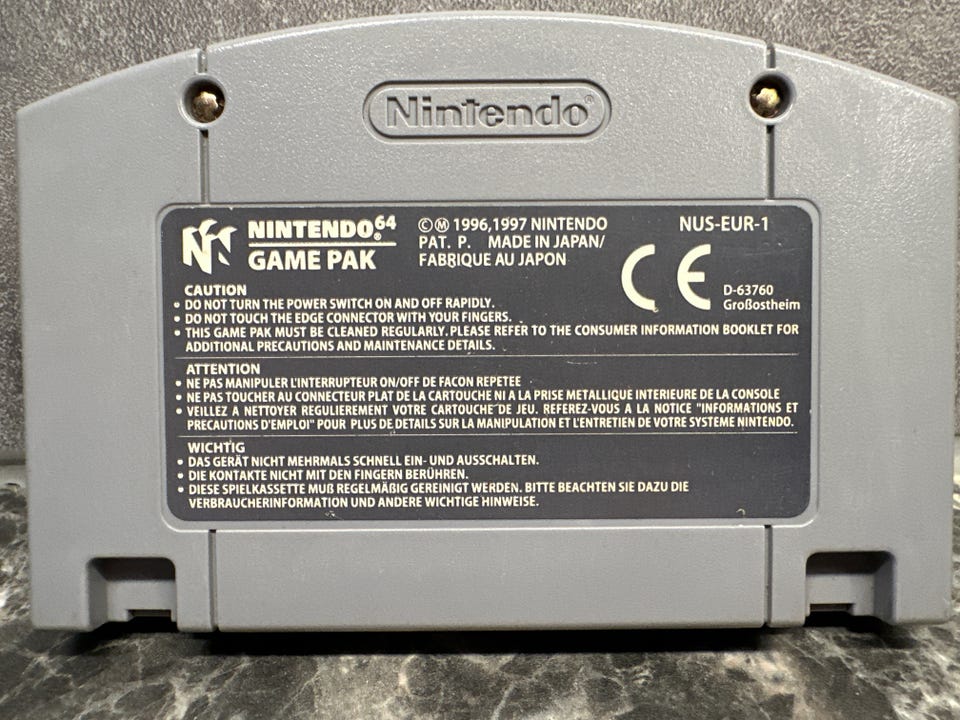 Nintendo®
NINTENDO64® GAME PAK
©Ⓜ 1996,1997 NINTENDO
PAT. P. MADE IN JAPAN/
FABRIQUE AU JAPON
NUS-EUR-1
CE
D-63760
Großostheim
CAUTION
• DO NOT TURN THE POWER SWITCH ON AND OFF RAPIDLY.
• DO NOT TOUCH THE EDGE CONNECTOR WITH YOUR FINGERS.
• THIS GAME PAK MUST BE CLEANED REGULARLY. PLEASE REFER TO THE CONSUMER INFORMATION BOOKLET FOR
ADDITIONAL PRECAUTIONS AND MAINTENANCE DETAILS.
ATTENTION
• NE PAS MANIPULER L'INTERRUPTEUR ON/OFF DE FACON REPETEE
• NE PAS TOUCHER AU CONNECTEUR PLAT DE LA CARTOUCHE NI A LA PRISE METALLIQUE INTERIEURE DE LA CONSOLE
• VEILLEZ A NETTOYER REGULIEREMENT VOTRE CARTOUCHE DE JEU. REFEREZ-VOUS A LA NOTICE "INFORMATIONS ET
PRECAUTIONS D'EMPLOI" POUR PLUS DE DETAILS SUR LA MANIPULATION ET L'ENTRETIEN DE VOTRE SYSTEME NINTENDO.
WICHTIG
• DAS GERÄT NICHT MEHRMALS SCHNELL EIN- UND AUSSCHALTEN.
• DIE KONTAKTE NICHT MIT DEN FINGERN BERÜHREN.
• DIESE SPIELKASSETTE MUß REGELMÄßIG GEREINIGT WERDEN. BITTE BEACHTEN SIE DAZU DIE
VERBRAUCHERINFORMATION UND ANDERE WICHTIGE HINWEISE.